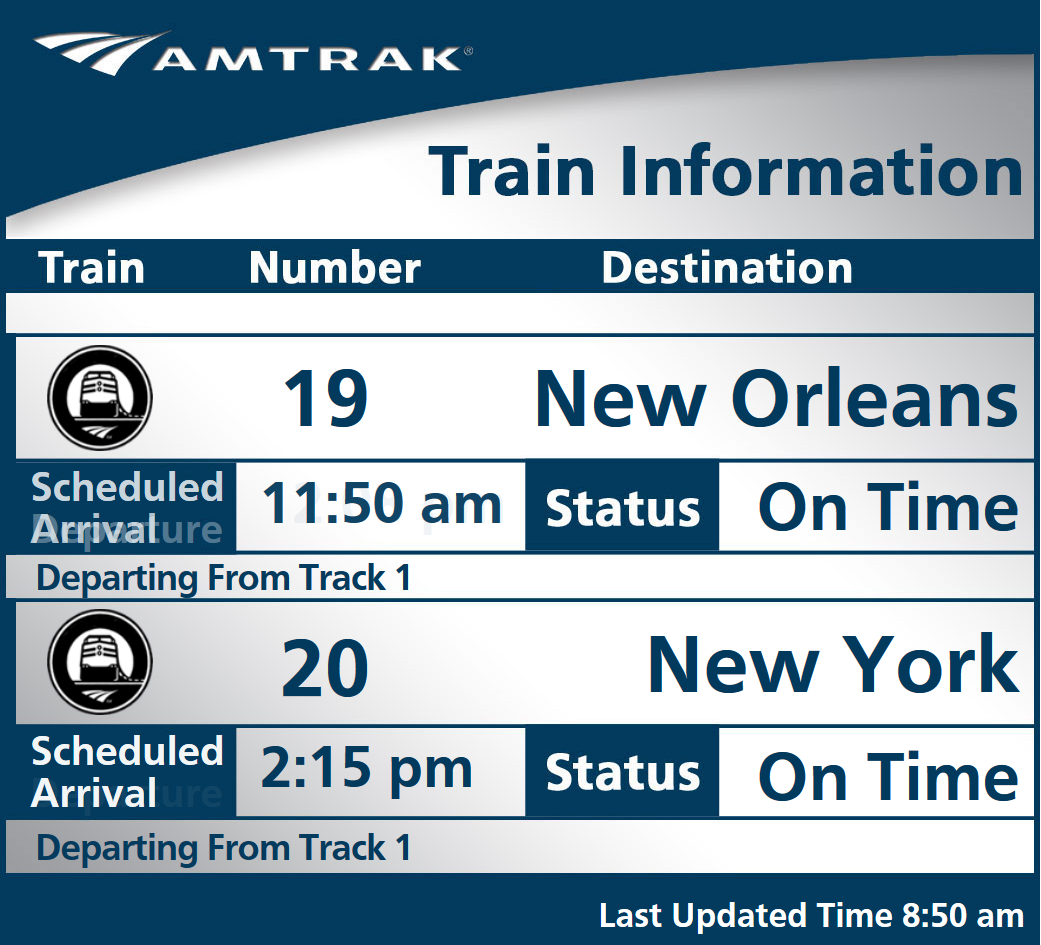 AMTRAK®
Train Information
Train Number Destination
19 New Orleans
Scheduled
Arrival
11:50 am
Status
On Time
Departing From Track 1
20 New York
Scheduled
Arrival
2:15 pm
Status
On Time
Departing From Track 1
Last Updated Time 8:50 am